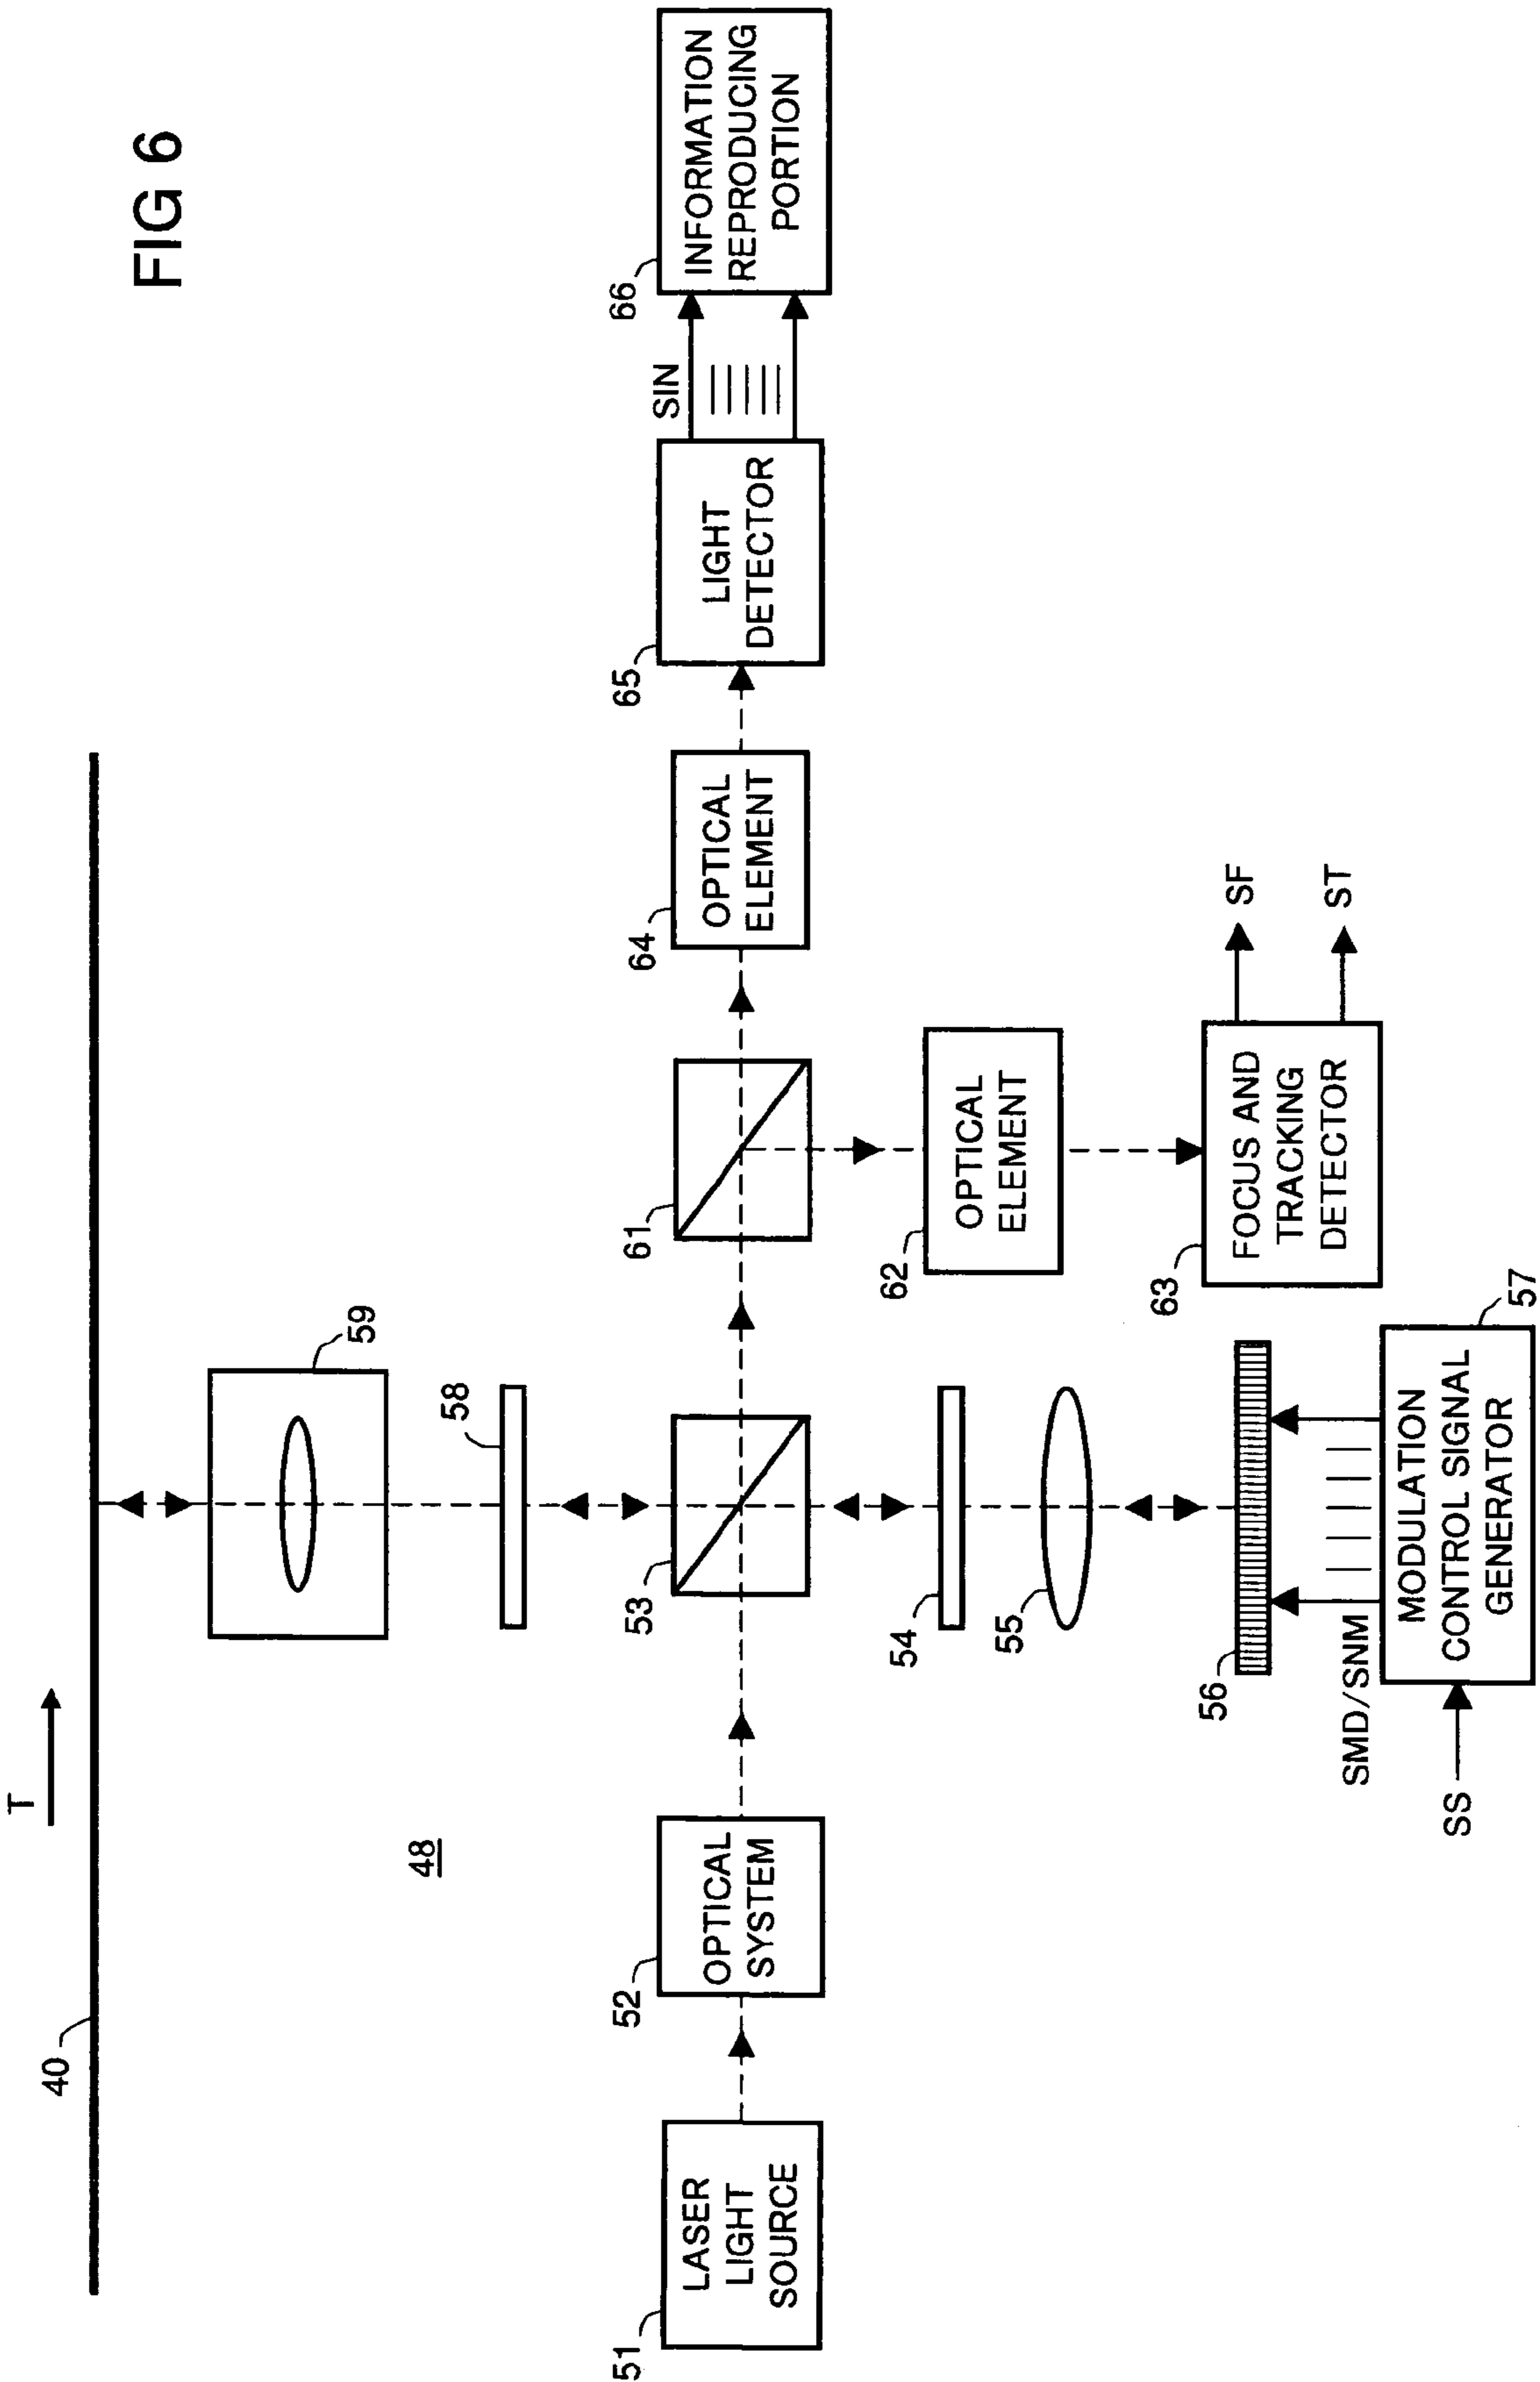 FIG 6
T
40
48
59
58
51
LASER
LIGHT
SOURCE
52
OPTICAL
SYSTEM
53
61
64
OPTICAL
ELEMENT
65
LIGHT
DETECTOR
SIN
66
INFORMATION
REPRODUCING
PORTION
54
55
56
62
OPTICAL
ELEMENT
63
FOCUS AND
TRACKING
DETECTOR
SF
ST
SMD/SNM
SS
57
MODULATION
CONTROL SIGNAL
GENERATOR